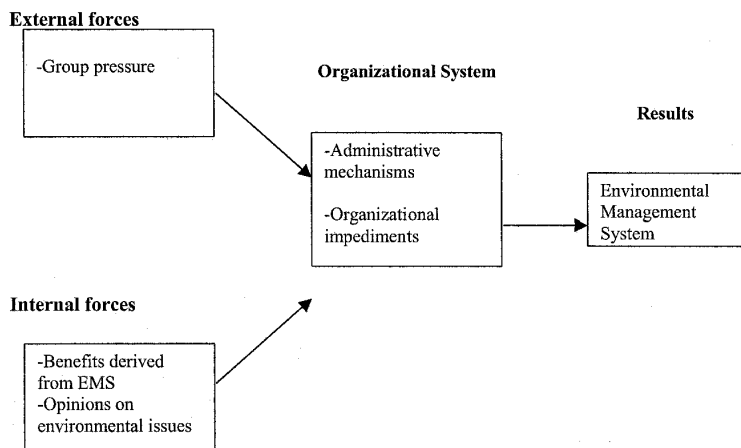 External forces
-Group pressure
Organizational System
-Administrative
mechanisms
-Organizational
impediments
Results
Environmental
Management
System
Internal forces
-Benefits derived
from EMS
-Opinions on
environmental issues